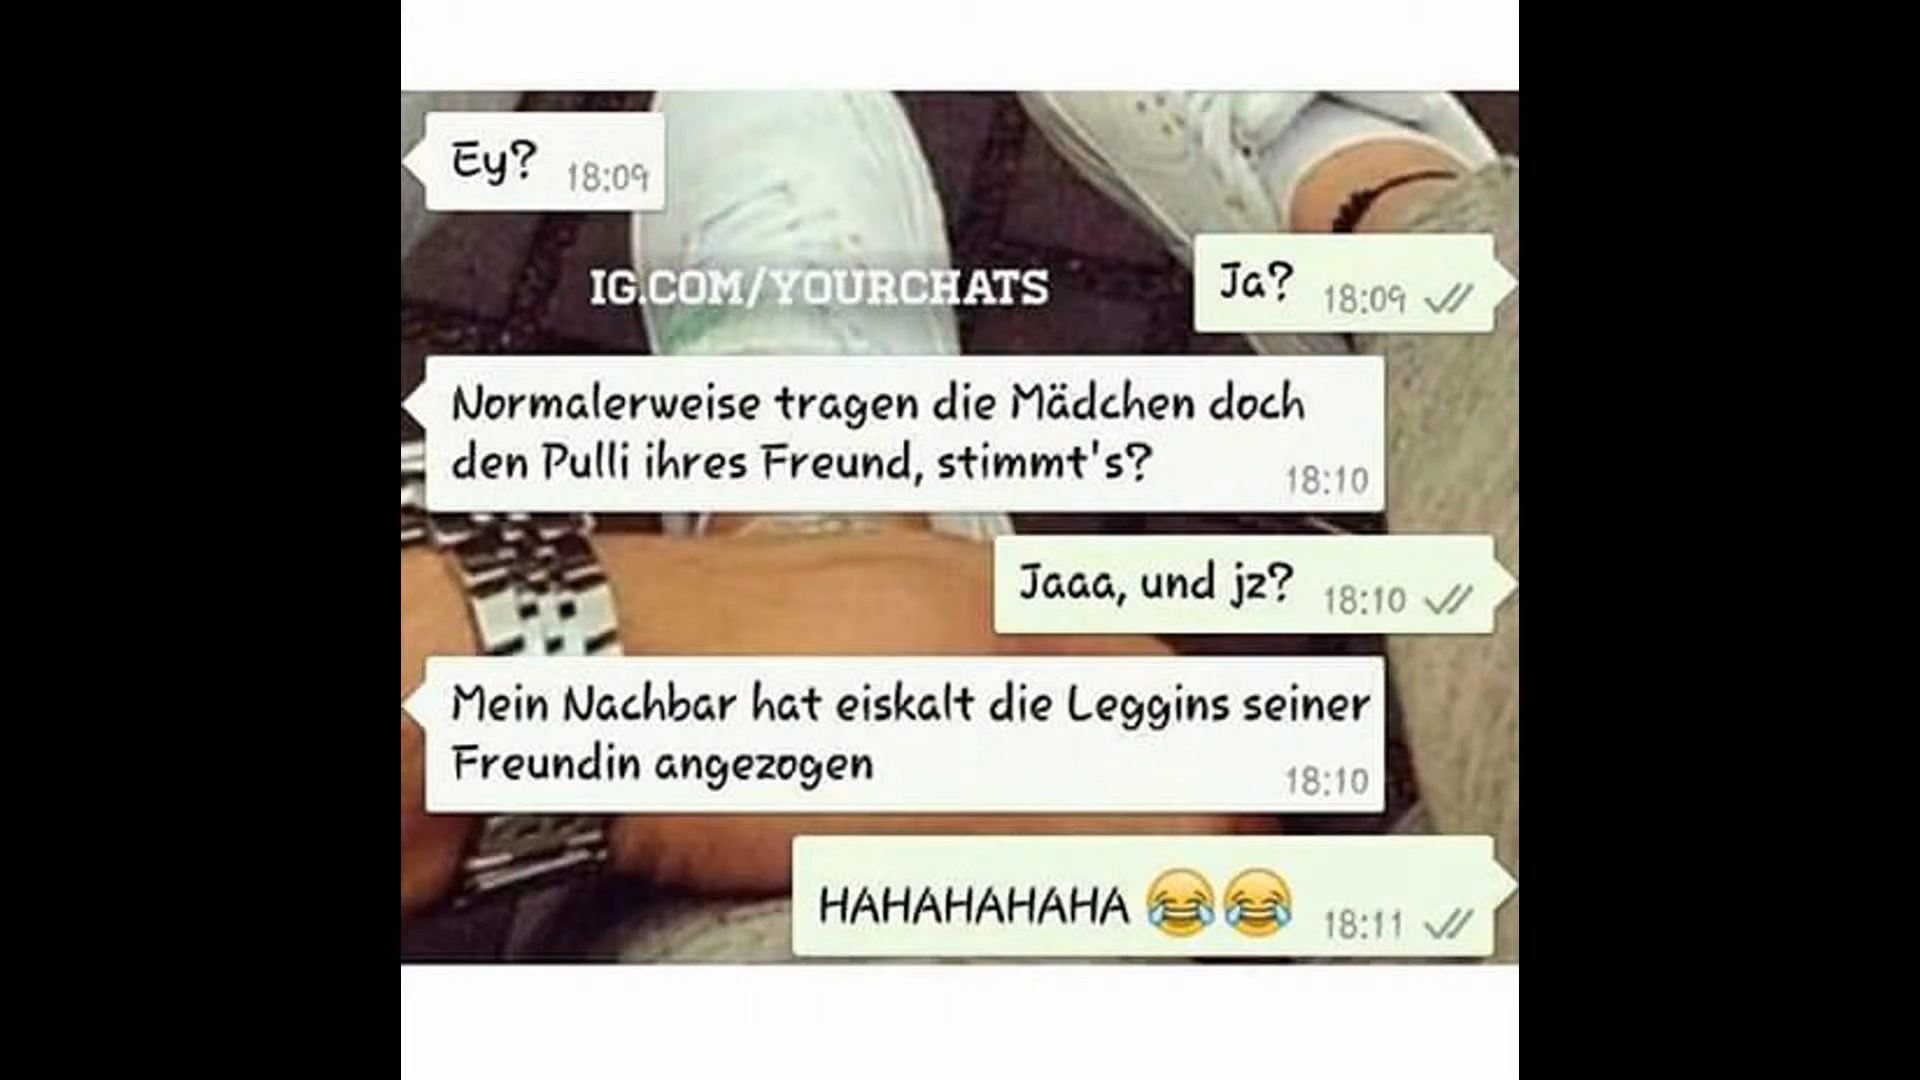 Ey? 18:09
IG.COM/YOURCHATS
Ja? 18:09
Normalerweise tragen die Mädchen doch
den Pulli ihres Freund, stimmt's? 18:10
Jaaa, und jz? 18:10
Mein Nachbar hat eiskalt die Leggins seiner
Freundin angezogen 18:10
HAHAHAHAHA 😂😂 18:11